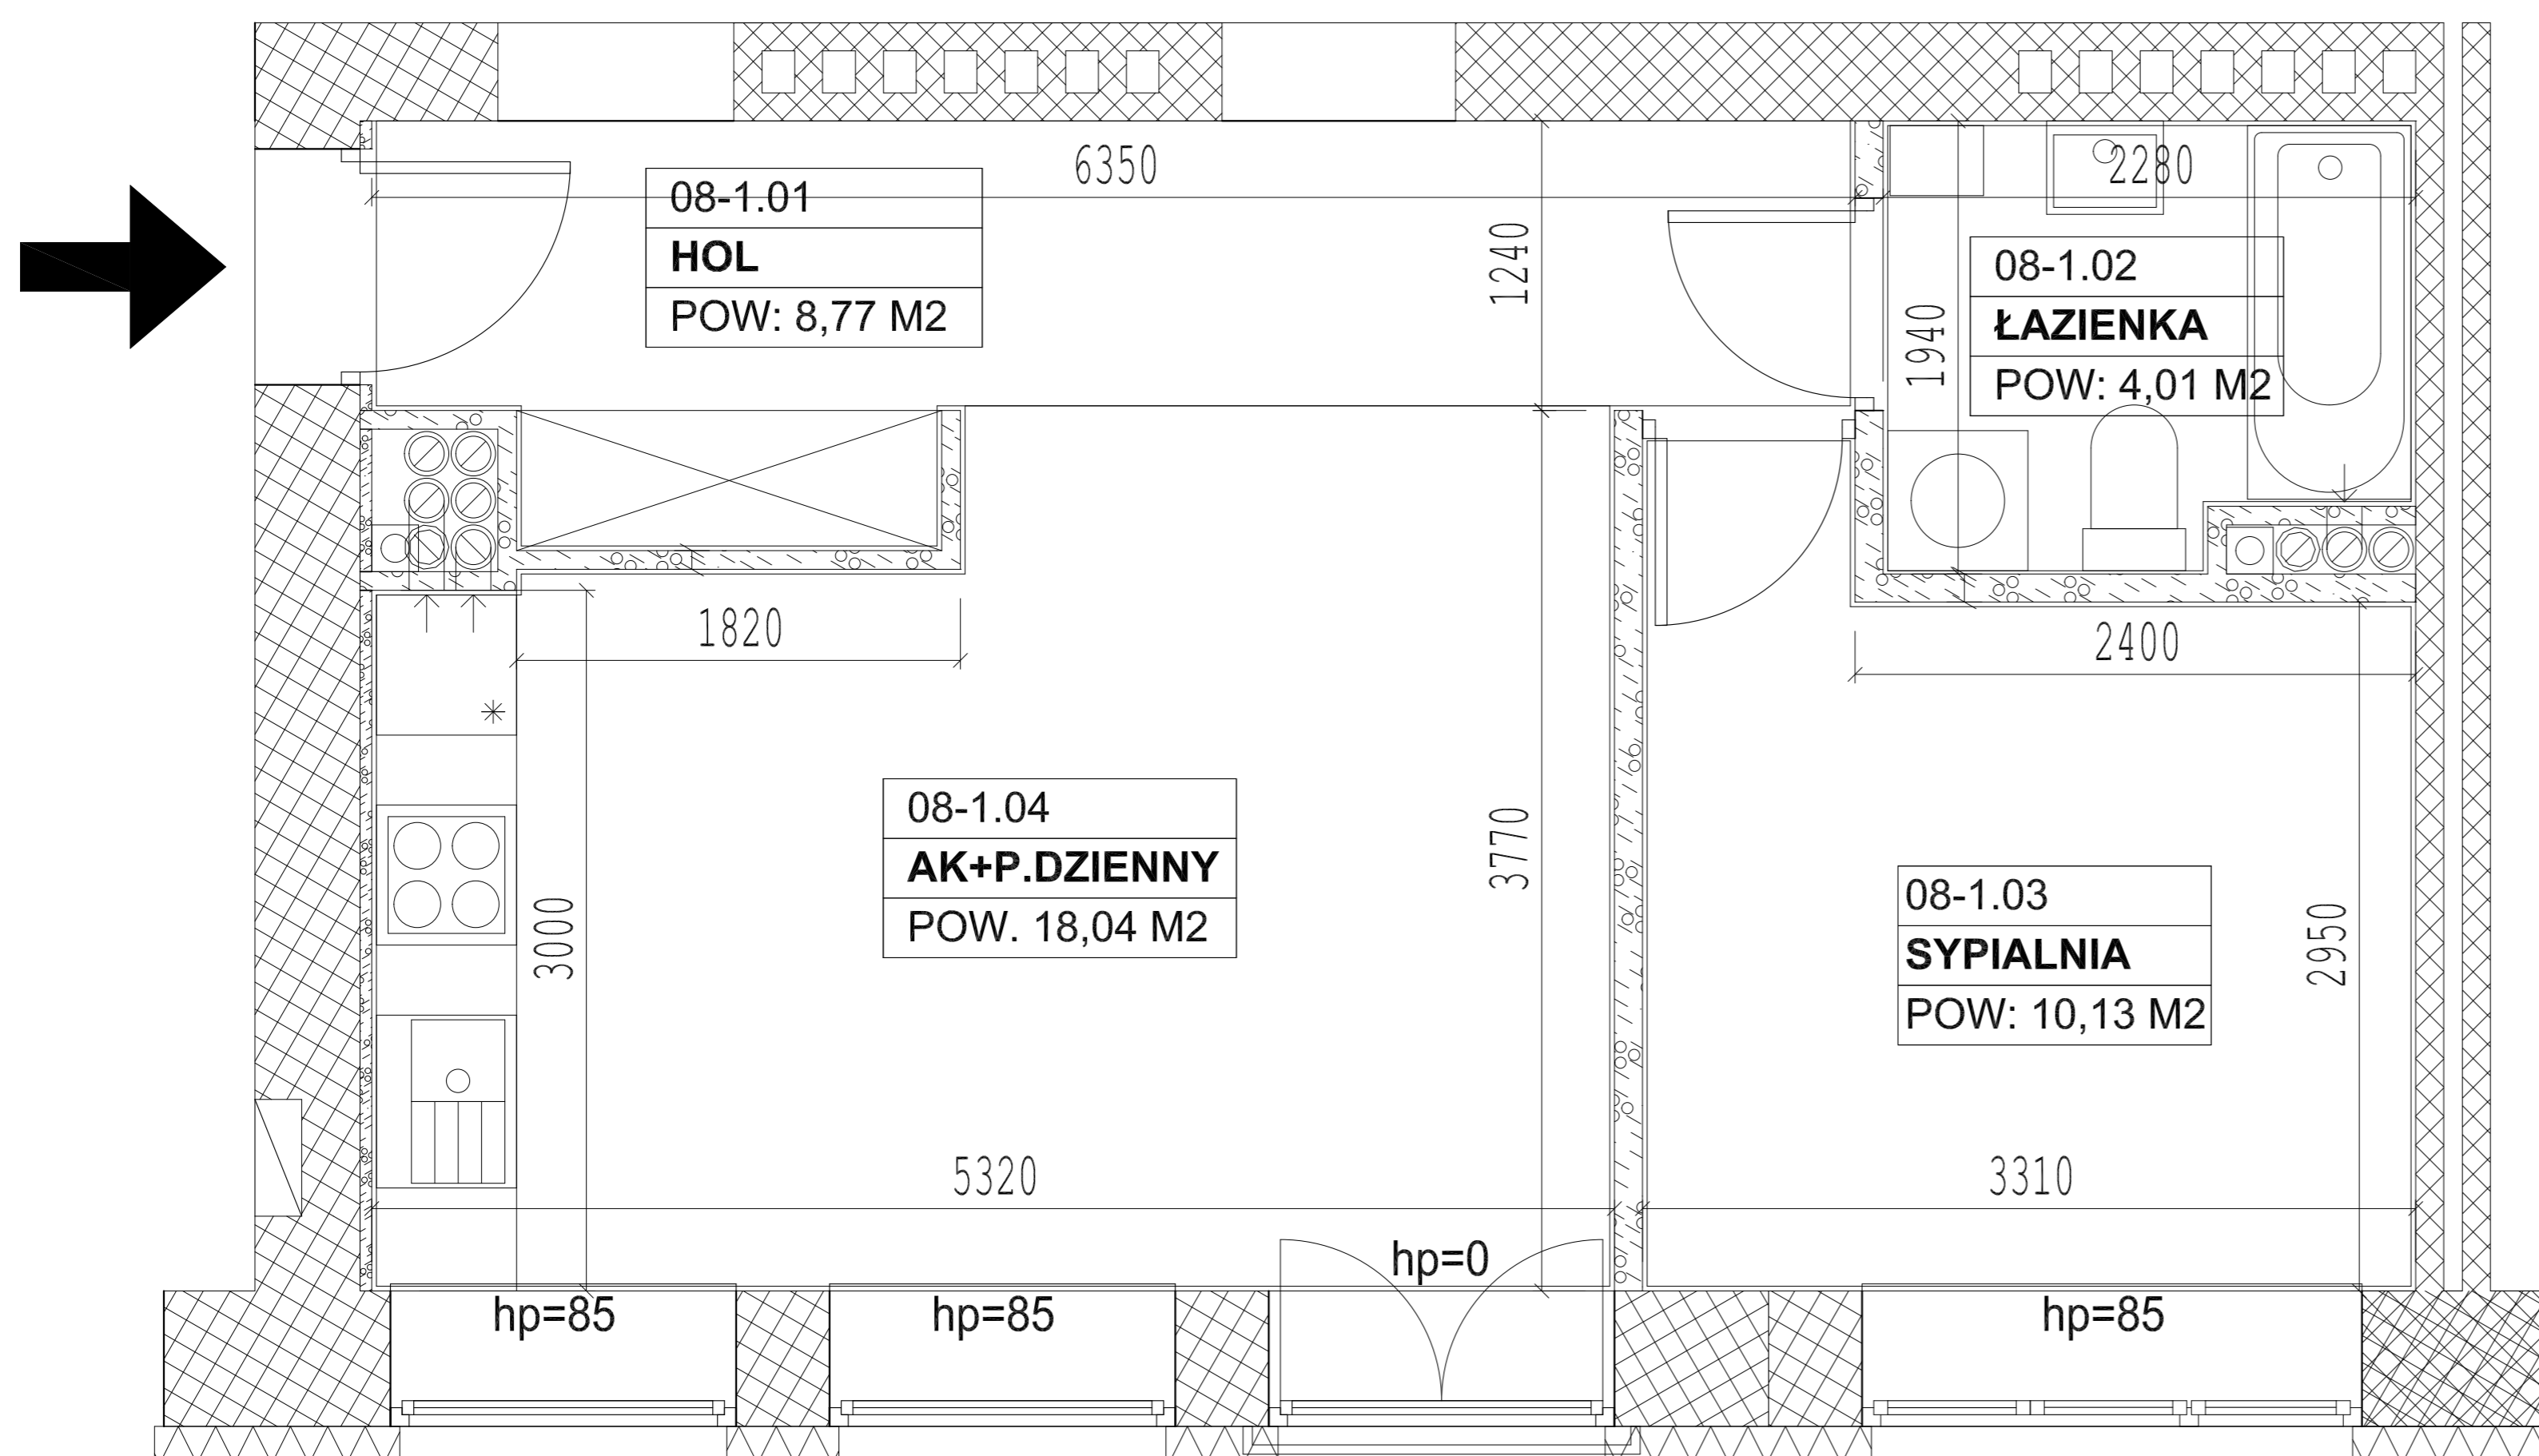 6350
08-1.01
HOL
POW: 8,77 M2
1240
2280
08-1.02
ŁAZIENKA
POW: 4,01 M2
1940
1820
2400
08-1.04
AK+P.DZIENNY
POW. 18,04 M2
3000
3770
08-1.03
SYPIALNIA
POW: 10,13 M2
2950
5320
3310
hp=0
hp=85
hp=85
hp=85